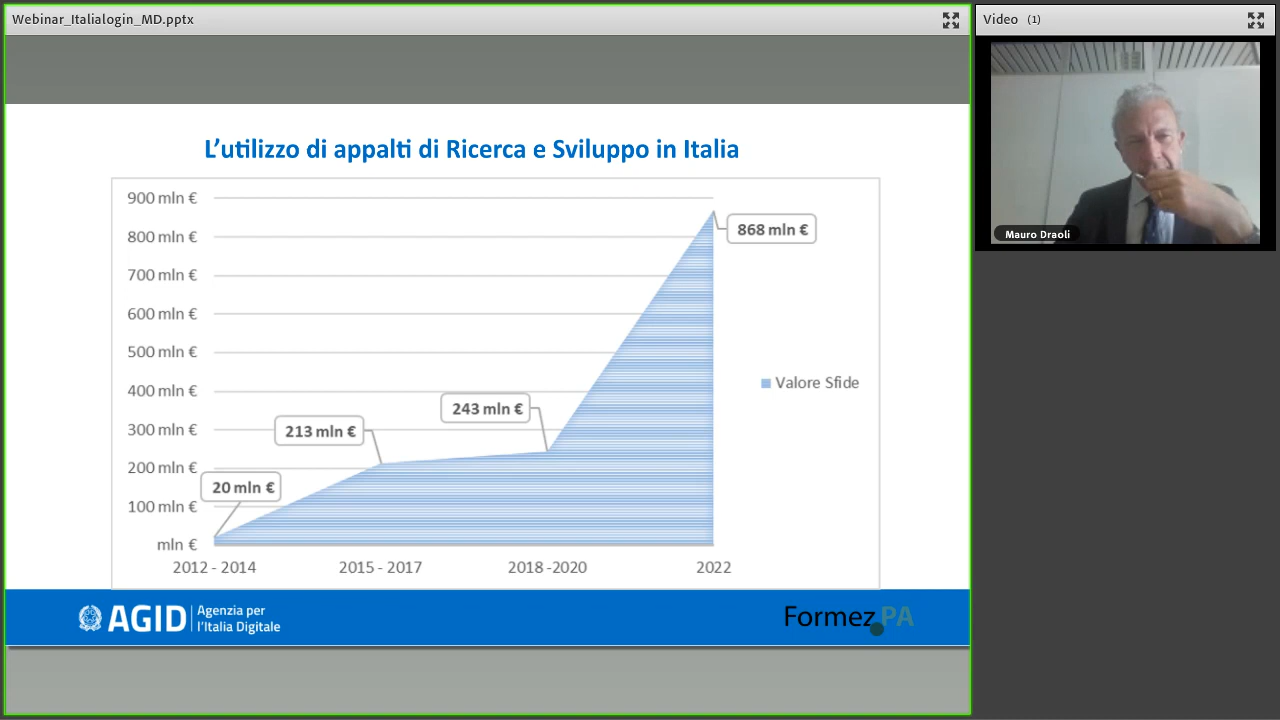 Webinar_Italialogin_MD.pptx
Video (1)
Mauro Draoli
L'utilizzo di appalti di Ricerca e Sviluppo in Italia
900 mln €
800 mln €
700 mln €
600 mln €
500 mln €
400 mln €
300 mln €
200 mln €
100 mln €
mln €
20 mln €
213 mln €
243 mln €
868 mln €
Valore Sfide
2012 - 2014
2015 - 2017
2018 -2020
2022
AGID
Agenzia per
l'Italia Digitale
Formez PA